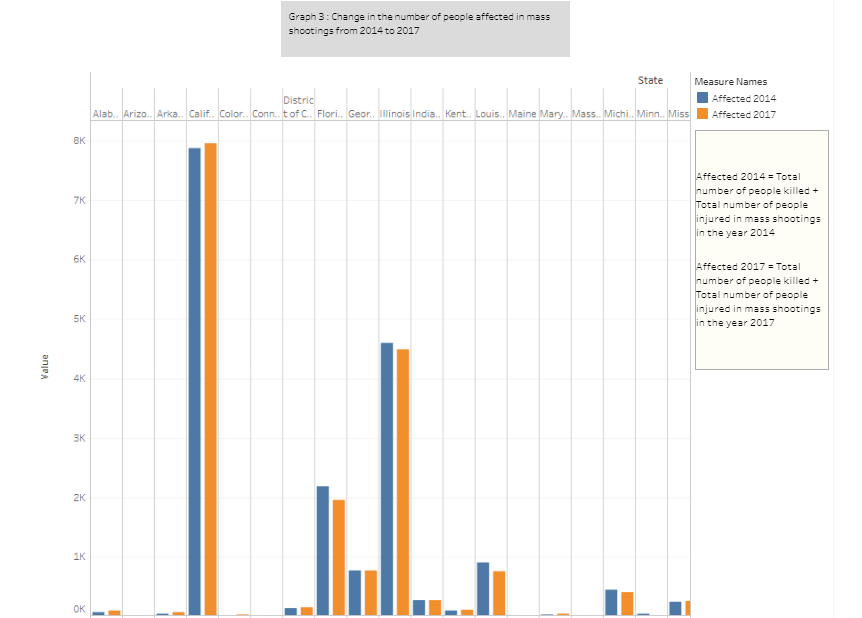 Graph 3 : Change in the number of people affected in mass
shootings from 2014 to 2017
State
Measure Names
Affected 2014
Affected 2017
Distric
Alab.. Arizo.. Arka.. Calif.. Color.. Conn.. t of C.. Flori.. Geor.. Illinois India.. Kent.. Louis.. Maine Mary.. Mass.. Michi.. Minn.. Miss
8K
7K
6K
5K
4K
3K
2K
1K
0K
Value
Affected 2014 = Total
number of people killed +
Total number of people
injured in mass shootings
in the year 2014
Affected 2017 = Total
number of people killed +
Total number of people
injured in mass shootings
in the year 2017